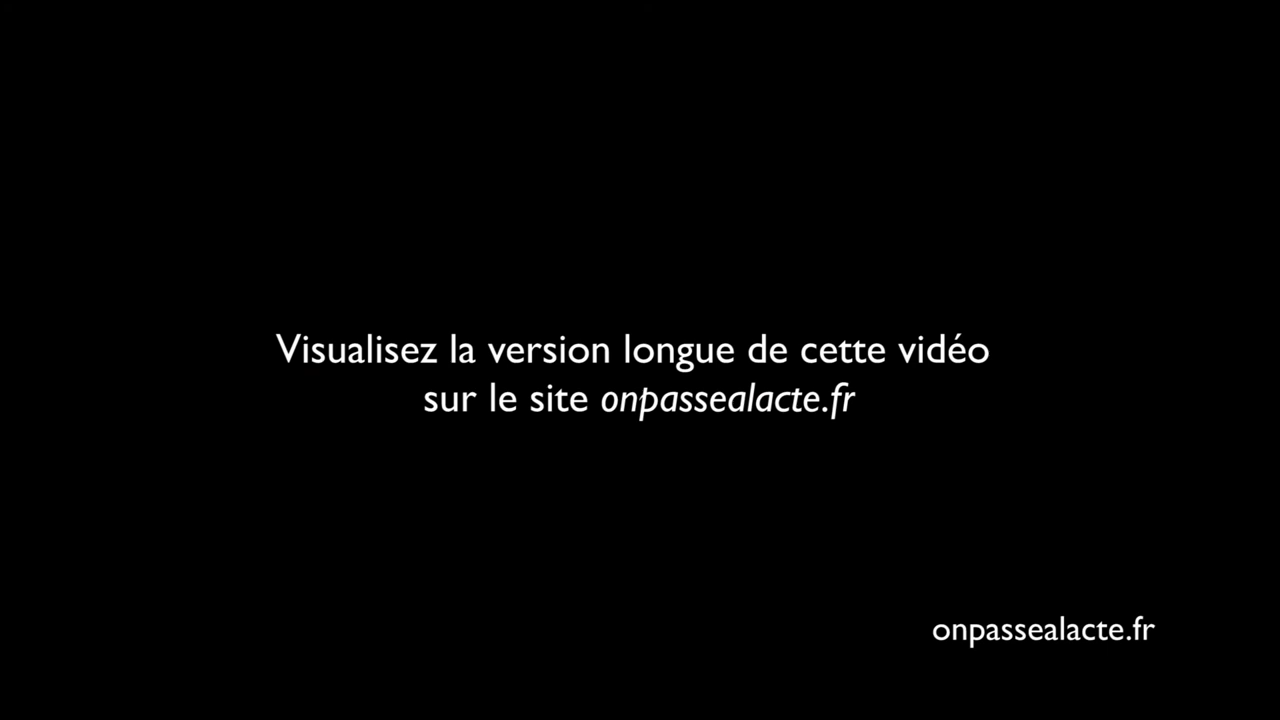 Visualisez la version longue de cette vidéo
sur le site onpassealacte.fr
onpassealacte.fr